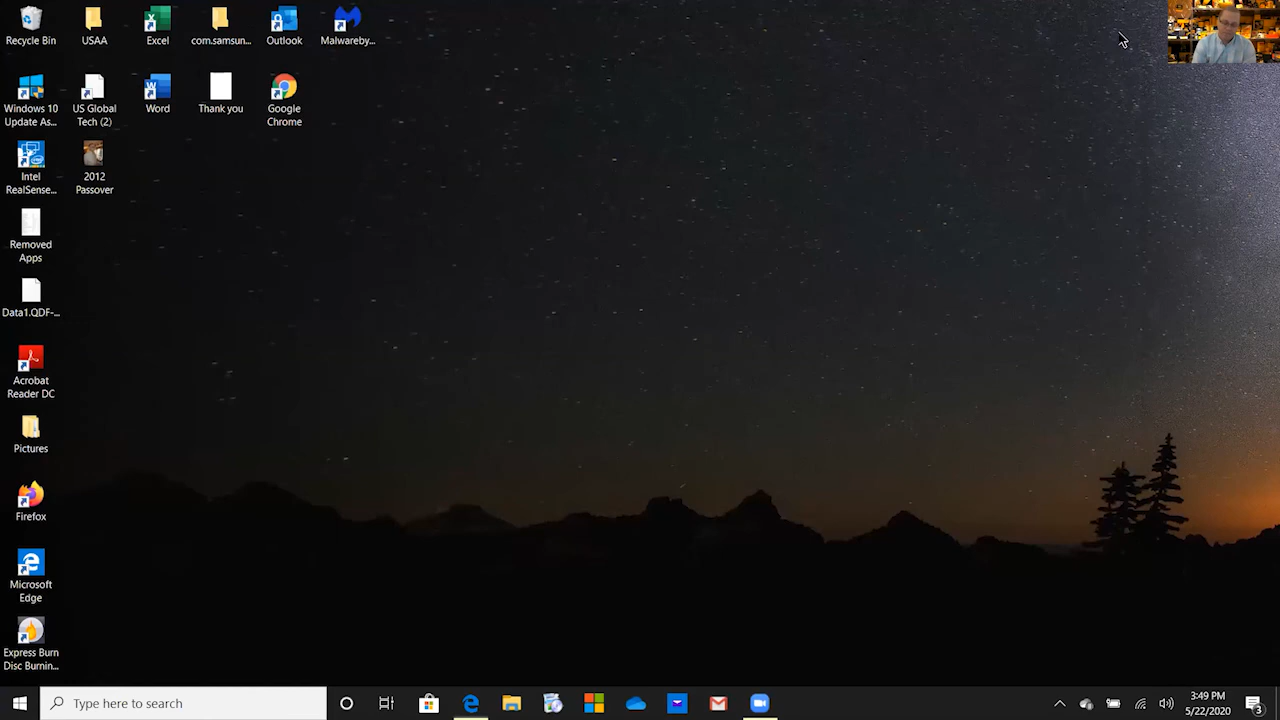 Recycle Bin
USAA
Excel
com.samsun...
Outlook
Malwareby...
Windows 10
Update As...
US Global
Tech (2)
Word
Thank you
Google
Chrome
Intel
RealSense...
2012
Passover
Removed
Apps
Data1.QDF-...
Acrobat
Reader DC
Pictures
Firefox
Microsoft
Edge
Express Burn
Disc Burnin...
Type here to search
3:49 PM
5/22/2020
3